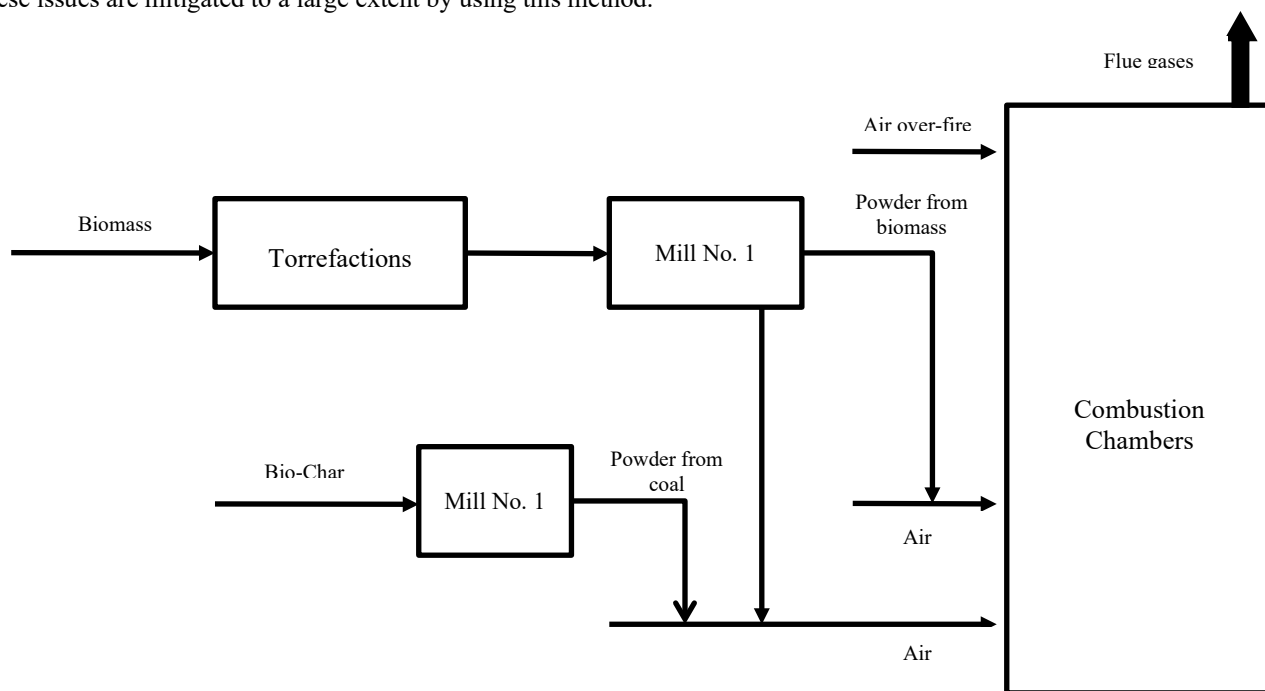 ese issues are mitigated to a large extent by using this method.
Flue gases
Air over-fire
Biomass
Torrefactions
Mill No. 1
Powder from
biomass
Combustion
Chambers
Bio-Char
Mill No. 1
Powder from
coal
Air
Air